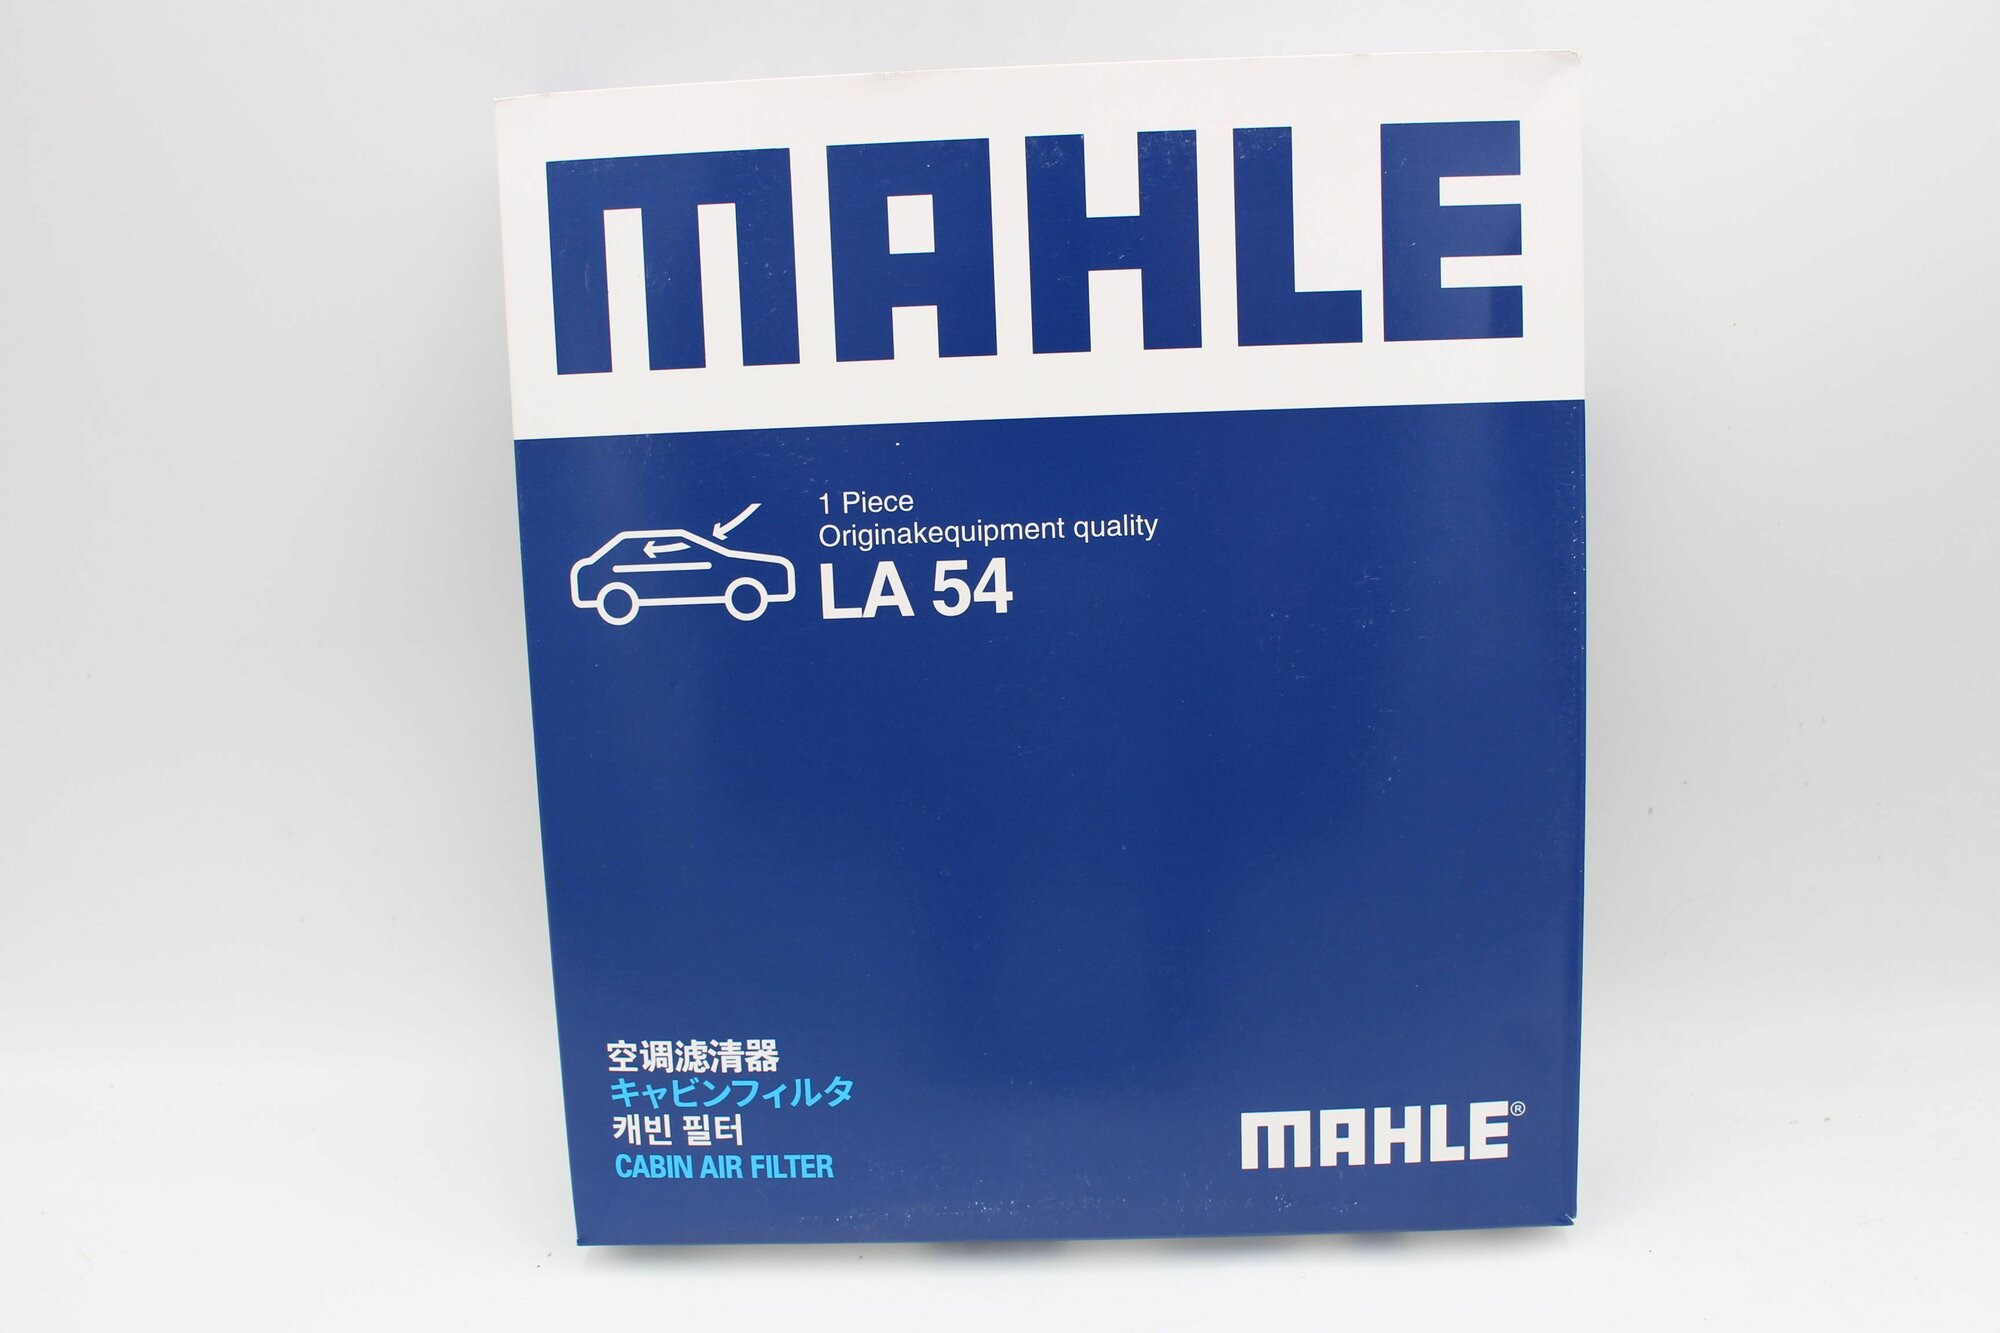 MAHLE
1 Piece
Originakequipment quality
LA 54
空调滤清器
キャビンフィルタ
캐빈 필터
CABIN AIR FILTER
MAHLE®